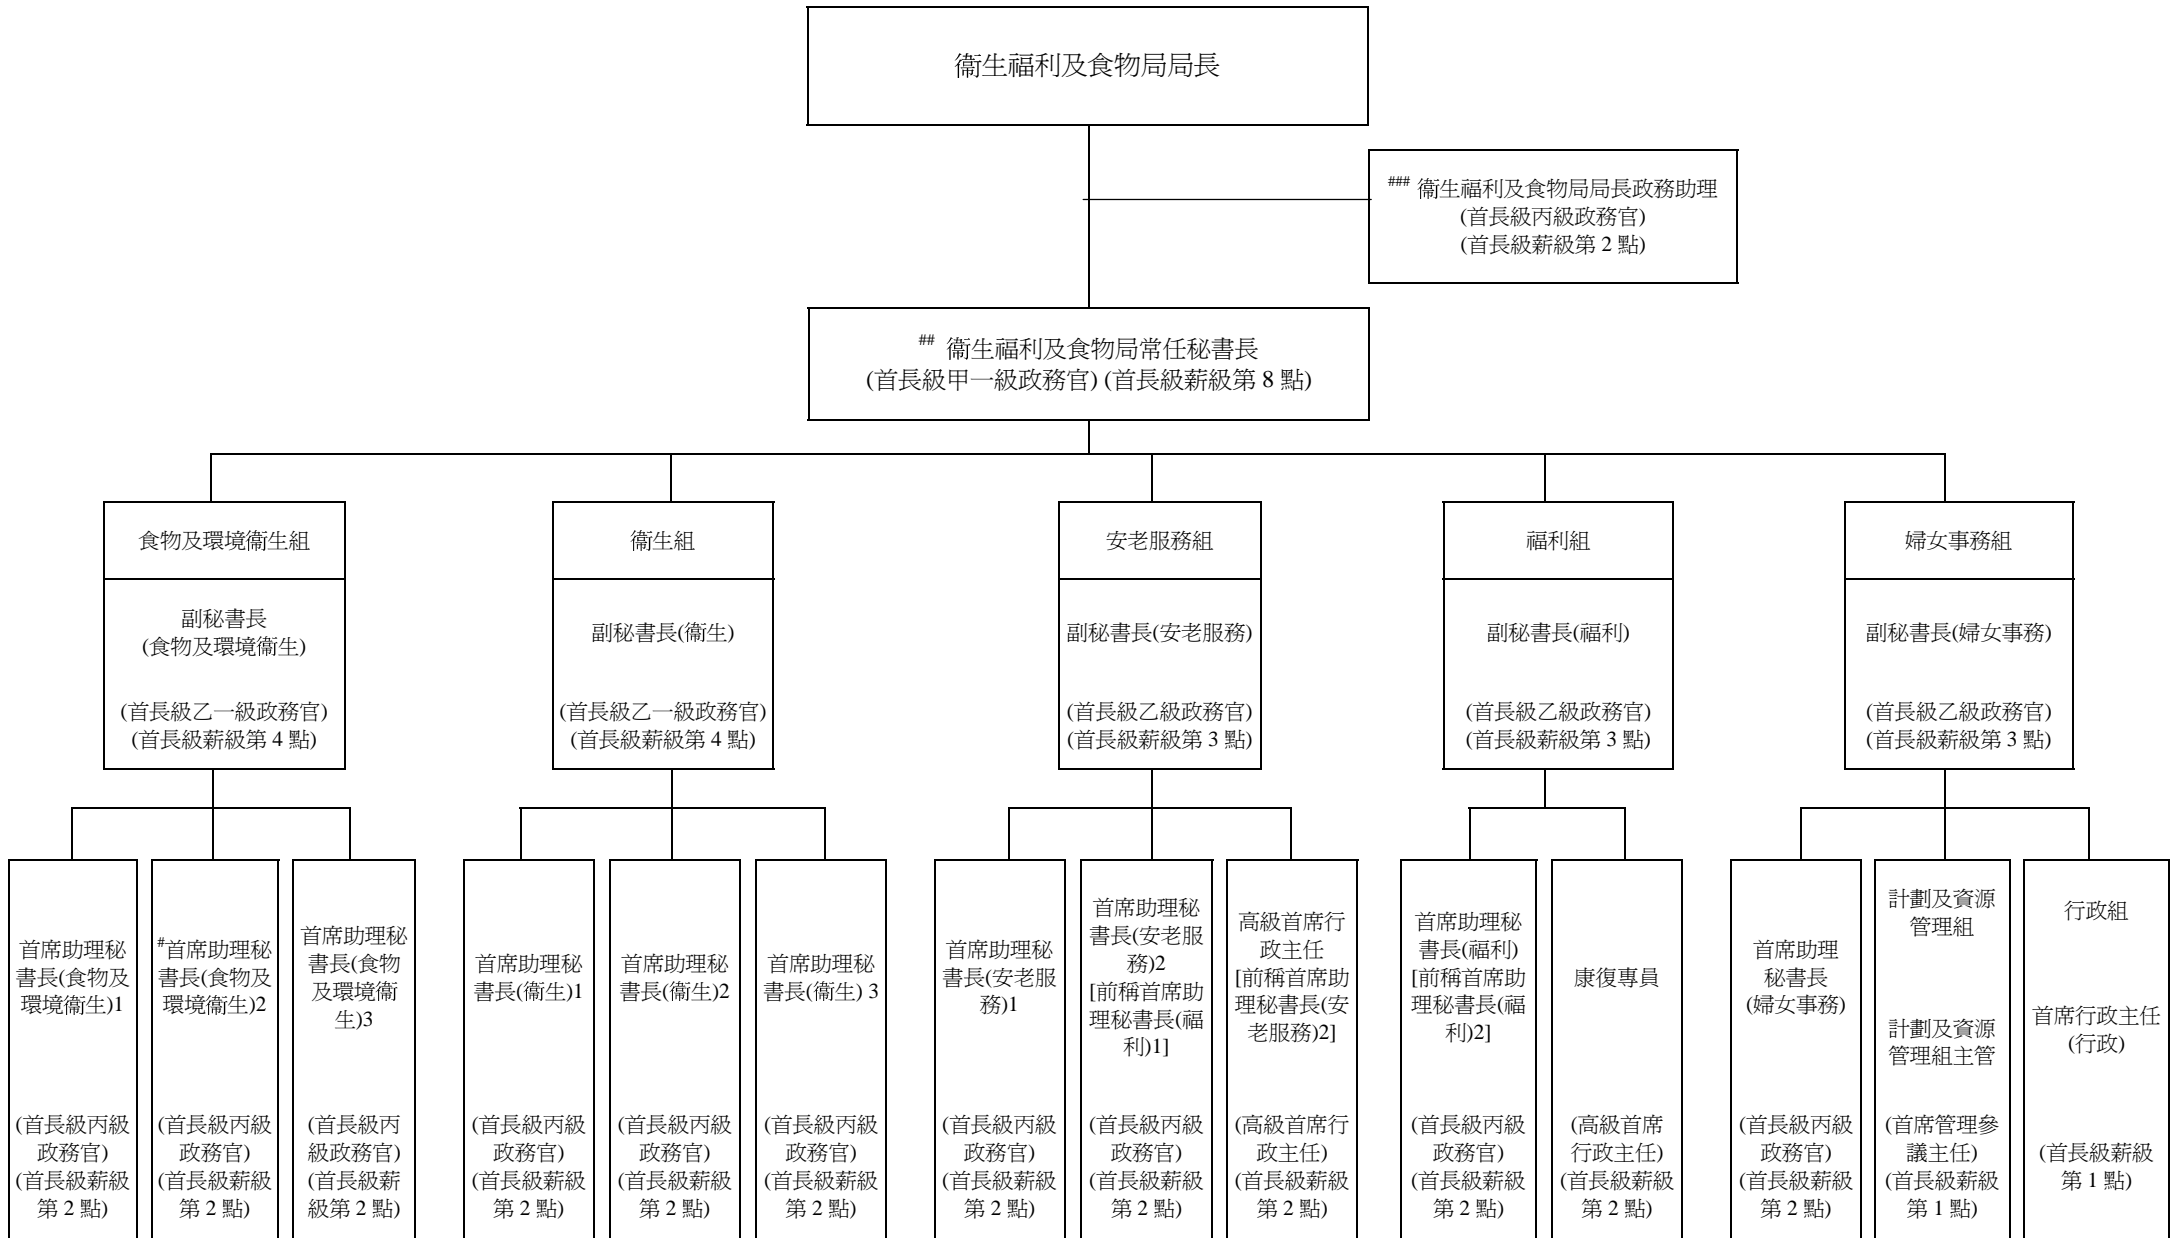 衞生福利及食物局局長
### 衞生福利及食物局局長政務助理
(首長級丙級政務官)
(首長級薪級第 2 點)
## 衞生福利及食物局常任秘書長
(首長級甲一級政務官) (首長級薪級第 8 點)
食物及環境衞生組
副秘書長
(食物及環境衞生)
(首長級乙一級政務官)
(首長級薪級第 4 點)
衞生組
副秘書長(衞生)
(首長級乙一級政務官)
(首長級薪級第 4 點)
安老服務組
副秘書長(安老服務)
(首長級乙級政務官)
(首長級薪級第 3 點)
福利組
副秘書長(福利)
(首長級乙級政務官)
(首長級薪級第 3 點)
婦女事務組
副秘書長(婦女事務)
(首長級乙級政務官)
(首長級薪級第 3 點)
首席助理秘
書長(食物及
環境衞生)1
(首長級丙級
政務官)
(首長級薪級
第 2 點)
#首席助理秘
書長(食物及
環境衞生)2
(首長級丙級
政務官)
(首長級薪級
第 2 點)
首席助理秘
書長(食物
及環境衞
生)3
(首長級丙
級政務官)
(首長級薪
級第 2 點)
首席助理秘
書長(衞生)1
(首長級丙級
政務官)
(首長級薪級
第 2 點)
首席助理秘
書長(衞生)2
(首長級丙級
政務官)
(首長級薪級
第 2 點)
首席助理秘
書長(衞生) 3
(首長級丙級
政務官)
(首長級薪級
第 2 點)
首席助理秘
書長(安老服
務)1
(首長級丙級
政務官)
(首長級薪級
第 2 點)
首席助理秘
書長(安老服
務)2
[前稱首席助
理秘書長(福
利)1]
(首長級丙級
政務官)
(首長級薪級
第 2 點)
高級首席行
政主任
[前稱首席助
理秘書長(安
老服務)2]
(高級首席行
政主任)
(首長級薪級
第 2 點)
首席助理秘
書長(福利)
[前稱首席助
理秘書長(福
利)2]
(首長級丙級
政務官)
(首長級薪級
第 2 點)
康復專員
(高級首席
行政主任)
(首長級薪級
第 2 點)
首席助理
秘書長
(婦女事務)
(首長級丙級
政務官)
(首長級薪級
第 2 點)
計劃及資源
管理組
計劃及資源
管理組主管
(首席管理參
議主任)
(首長級薪級
第 1 點)
行政組
首席行政主任
(行政)
(首長級薪級
第 1 點)